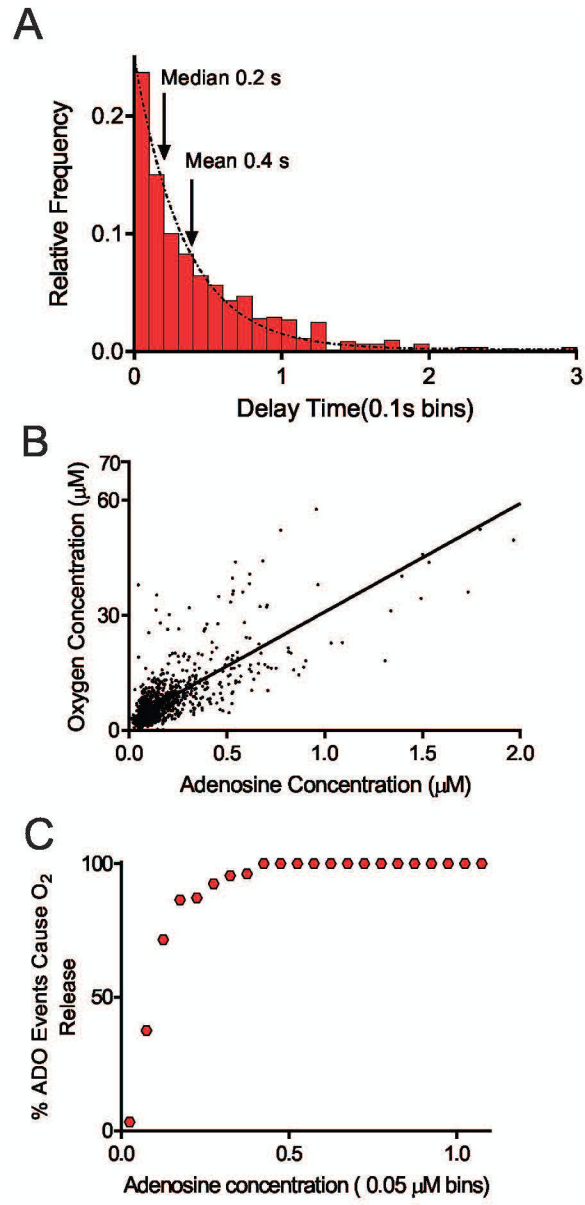 A
Median 0.2 s
Mean 0.4 s
Relative Frequency
0.2
0.1
0.0
0 1 2 3
Delay Time(0.1s bins)
B
Oxygen Concentration (μM)
70
60
30
0
0.0 0.5 1.0 1.5 2.0
Adenosine Concentration (μM)
C
% ADO Events Cause O₂
Release
100
50
0
0.0 0.5 1.0
Adenosine concentration ( 0.05 μM bins)